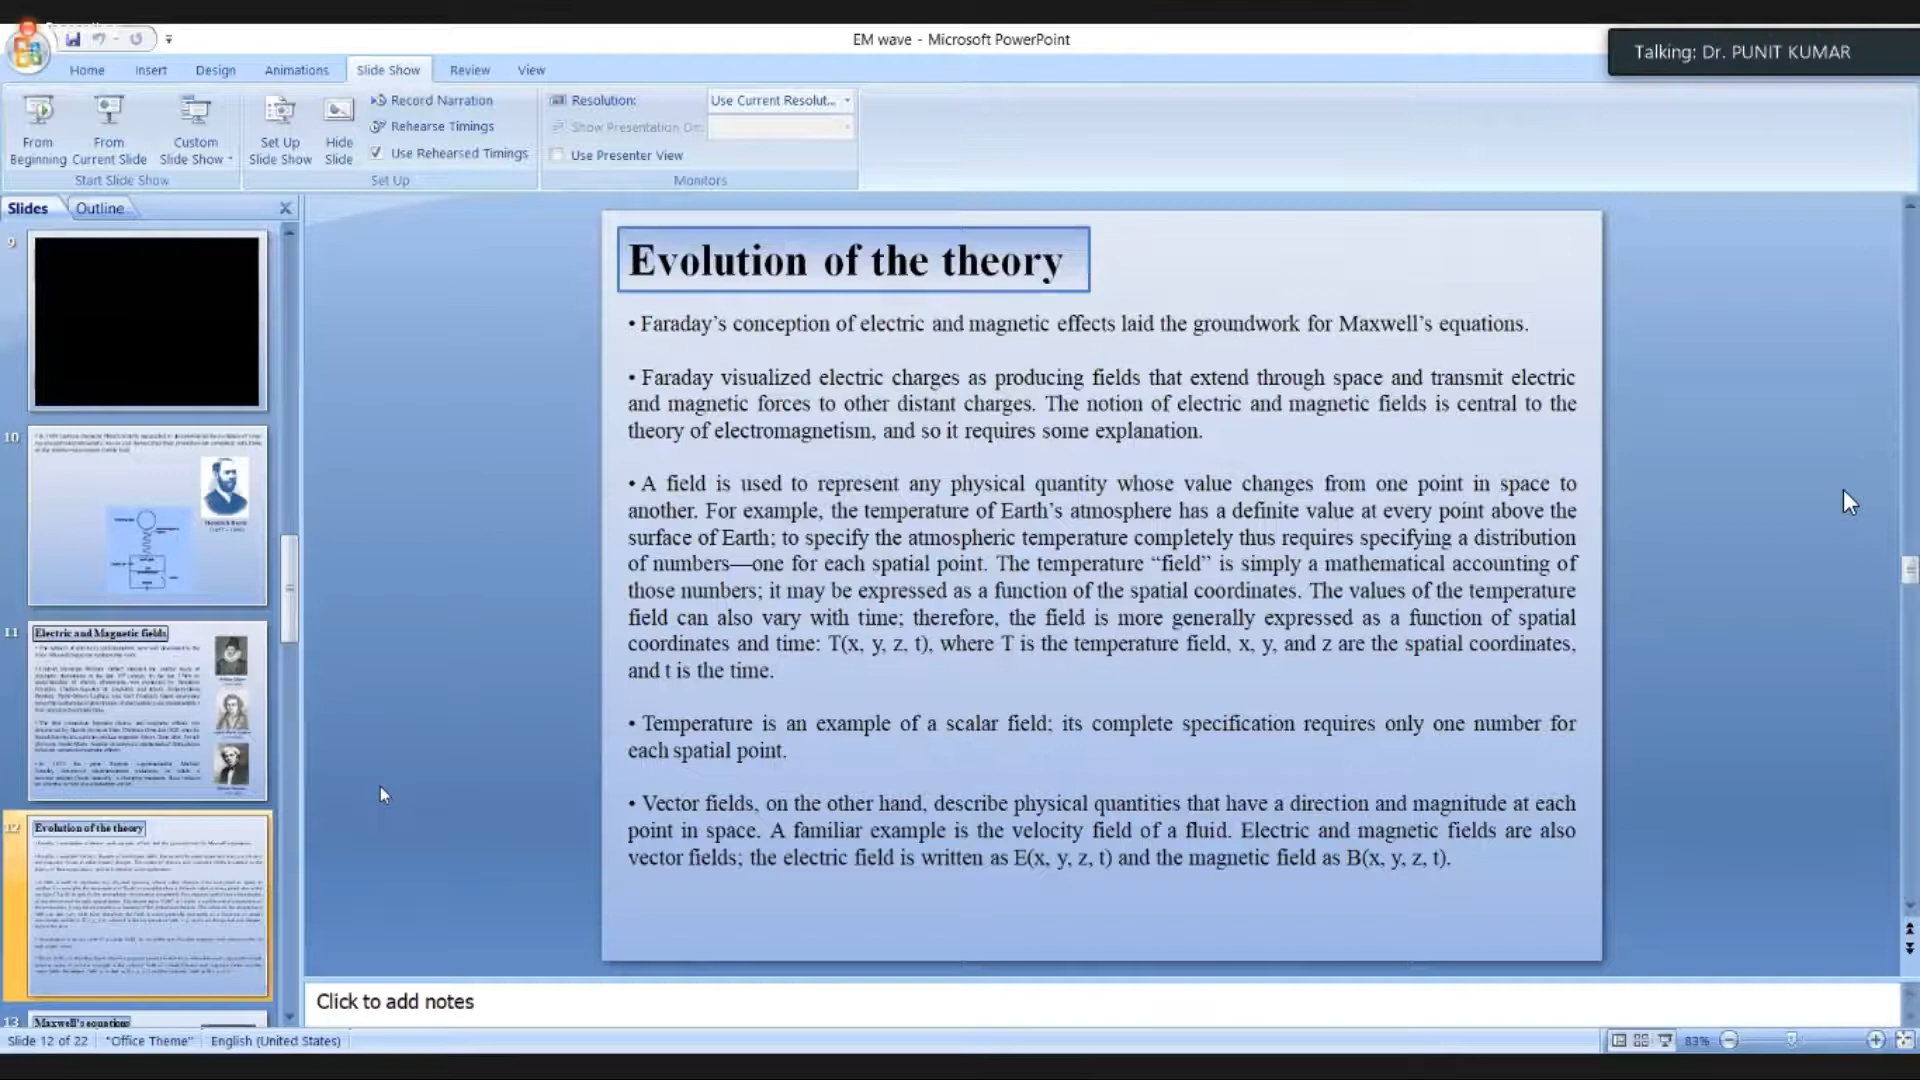 EM wave - Microsoft PowerPoint
Talking: Dr. PUNIT KUMAR
Home Insert Design Animations Slide Show Review View
From Beginning
From Current Slide
Custom Slide Show
Start Slide Show
Set Up Slide Show
Hide Slide
Record Narration
Rehearse Timings
Use Rehearsed Timings
Set Up
Resolution: Use Current Resolut...
Show Presentation On:
Use Presenter View
Monitors
Slides Outline
9
10
11
Electric and Magnetic fields
12
Evolution of the theory
13
Maxwell's equations
Evolution of the theory
• Faraday’s conception of electric and magnetic effects laid the groundwork for Maxwell’s equations.
• Faraday visualized electric charges as producing fields that extend through space and transmit electric
and magnetic forces to other distant charges. The notion of electric and magnetic fields is central to the
theory of electromagnetism, and so it requires some explanation.
• A field is used to represent any physical quantity whose value changes from one point in space to
another. For example, the temperature of Earth’s atmosphere has a definite value at every point above the
surface of Earth; to specify the atmospheric temperature completely thus requires specifying a distribution
of numbers—one for each spatial point. The temperature “field” is simply a mathematical accounting of
those numbers; it may be expressed as a function of the spatial coordinates. The values of the temperature
field can also vary with time; therefore, the field is more generally expressed as a function of spatial
coordinates and time: T(x, y, z, t), where T is the temperature field, x, y, and z are the spatial coordinates,
and t is the time.
• Temperature is an example of a scalar field; its complete specification requires only one number for
each spatial point.
• Vector fields, on the other hand, describe physical quantities that have a direction and magnitude at each
point in space. A familiar example is the velocity field of a fluid. Electric and magnetic fields are also
vector fields; the electric field is written as E(x, y, z, t) and the magnetic field as B(x, y, z, t).
Click to add notes
Slide 12 of 22 "Office Theme" English (United States)
83%